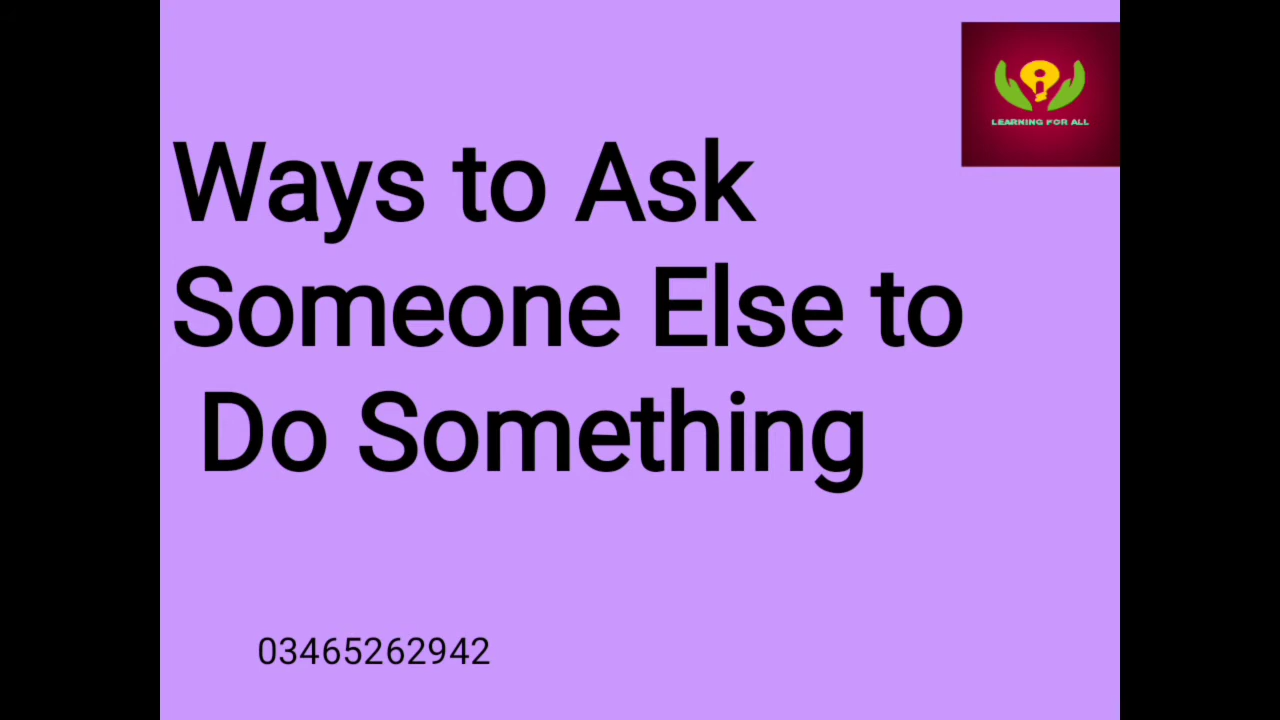 LEARNING FOR ALL
Ways to Ask
Someone Else to
Do Something
03465262942